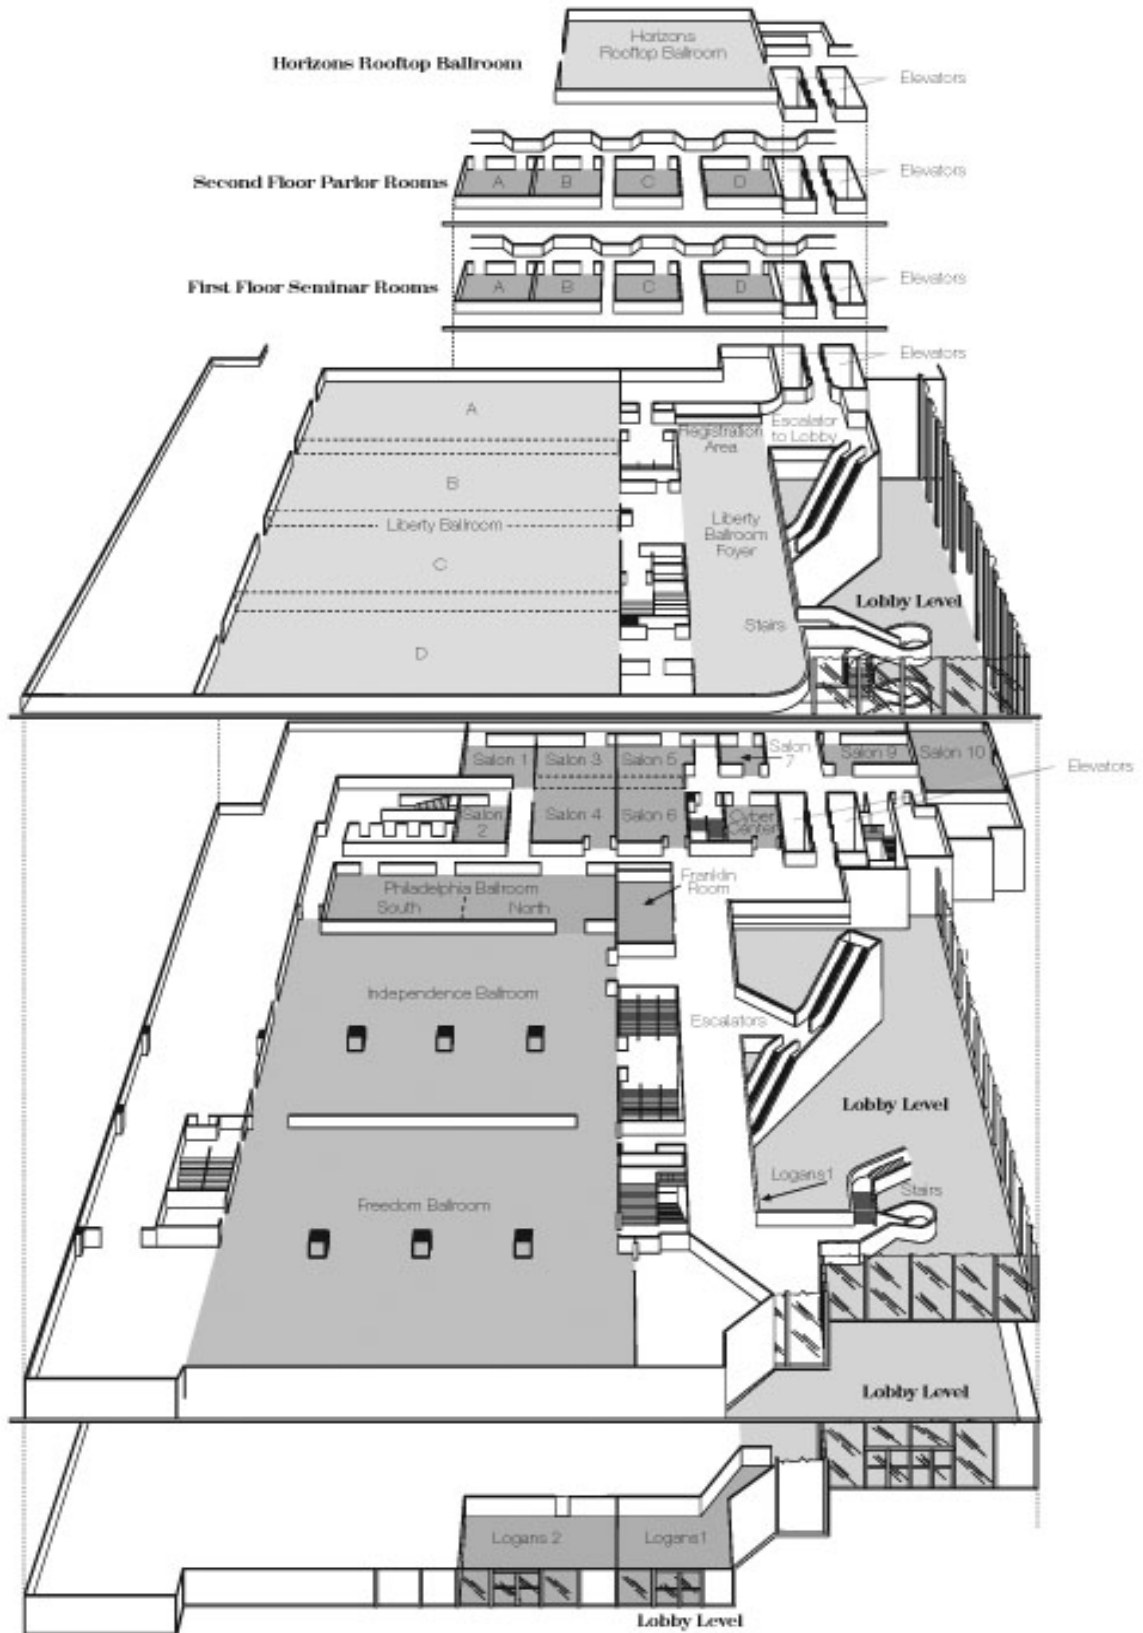 Horizons
Rooftop Ballroom
Horizons Rooftop Ballroom
Elevators
Second Floor Parlor Rooms
A
B
C
D
Elevators
First Floor Seminar Rooms
A
B
C
D
Elevators
Elevators
A
Registration
Area
Escalator
to Lobby
B
Liberty Ballroom
Liberty
Ballroom
Foyer
C
Lobby Level
Stairs
D
Salon 1
Salon 3
Salon 5
Salon
7
Salon 9
Salon 10
Elevators
Salon
2
Salon 4
Salon 6
Cyber
Center
Franklin
Room
Philadelphia Ballroom
South
North
Independence Ballroom
Escalators
Lobby Level
Logans1
Stairs
Freedom Ballroom
Lobby Level
Logans 2
Logans1
Lobby Level